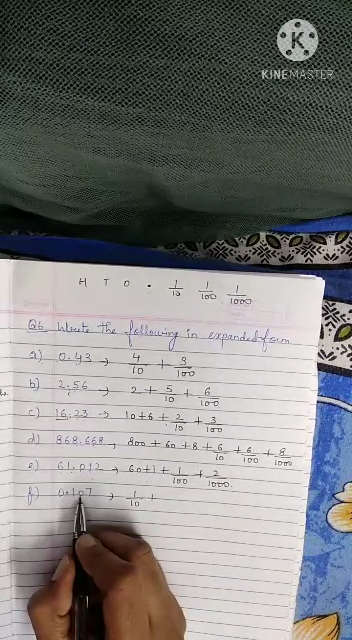 KINEMASTER
H T O . 1/10 1/100 1/1000
Q6. Write the following in expanded form
a) 0.43 → 4/10 + 3/100
b) 2.56 → 2 + 5/10 + 6/100
c) 16.23 → 10+6 + 2/10 + 3/100
d) 868.668, 800 + 60 + 8 + 6/10 + 6/100 + 8/1000
e) 61.012 → 60+1 + 1/100 + 2/1000.
f) 0.107 → 1/10 +